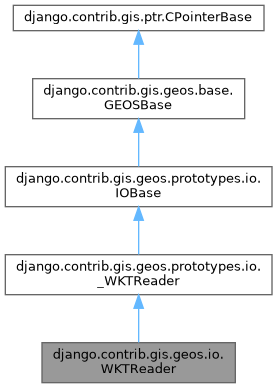 django.contrib.gis.ptr.CPointerBase
django.contrib.gis.geos.base.
GEOSBase
django.contrib.gis.geos.prototypes.io.
IOBase
django.contrib.gis.geos.prototypes.io.
_WKTReader
django.contrib.gis.geos.io.
WKTReader